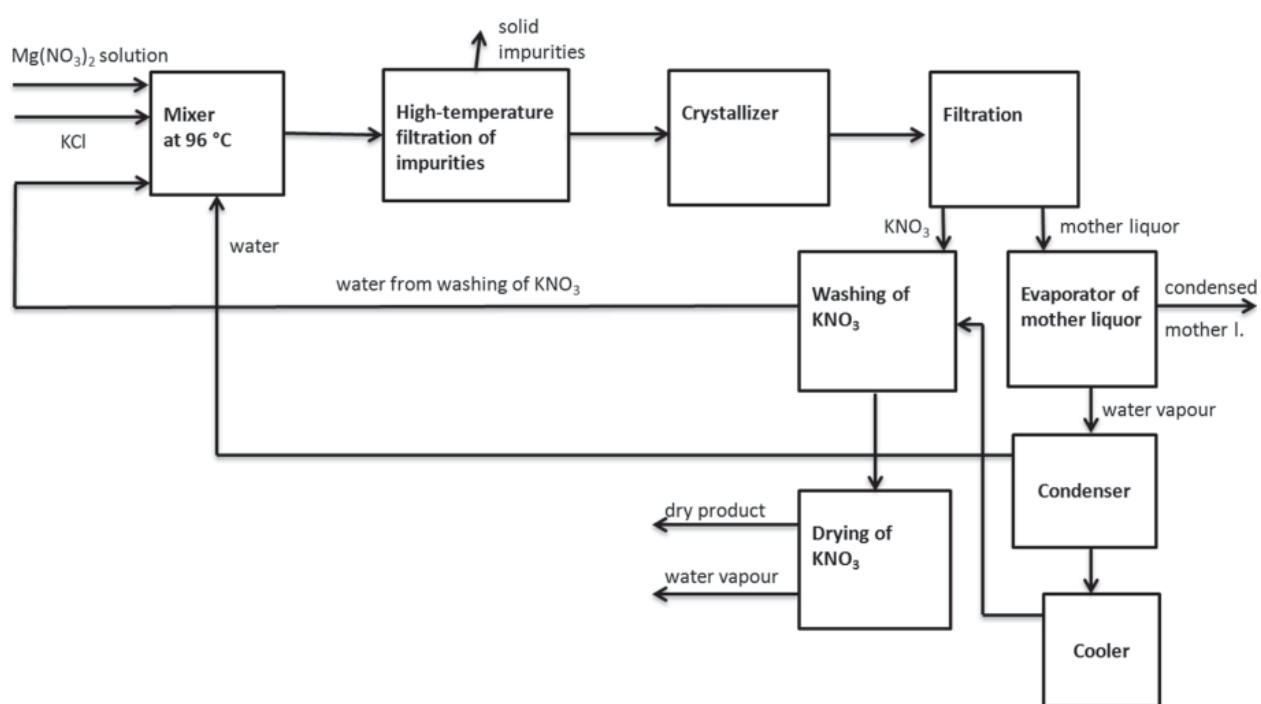 solid
impurities
Mg(NO₃)₂ solution
Mixer
at 96 °C
KCl
High-temperature
filtration of
impurities
Crystallizer
Filtration
KNO₃
mother liquor
water
water from washing of KNO₃
Washing of
KNO₃
Evaporator of
mother liquor
condensed
mother l.
water vapour
Condenser
dry product
Drying of
KNO₃
water vapour
Cooler